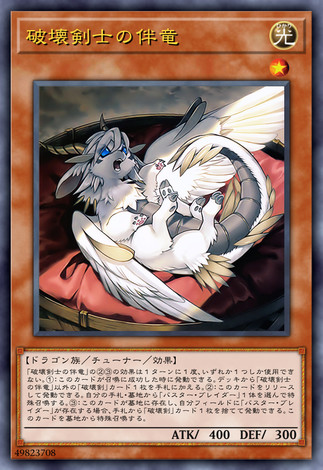 破壊剣士の伴竜
光
【ドラゴン族／チューナー／効果】
「破壊剣士の伴竜」の②③の効果は１ターンに１度、いずれか１つしか使用でき
ない。①：このカードが召喚に成功した時に発動できる。デッキから「破壊剣士
の伴竜」以外の「破壊剣」カード１枚を手札に加える。②：このカードをリリース
して発動できる。自分の手札・墓地から「バスター・ブレイダー」１体を選んで特
殊召喚する。③：このカードが墓地に存在し、自分フィールドに「バスター・ブレ
イダー」が存在する場合、手札から「破壊剣」カード１枚を捨てて発動できる。こ
のカードを墓地から特殊召喚する。
ATK/ 400 DEF/ 300
49823708